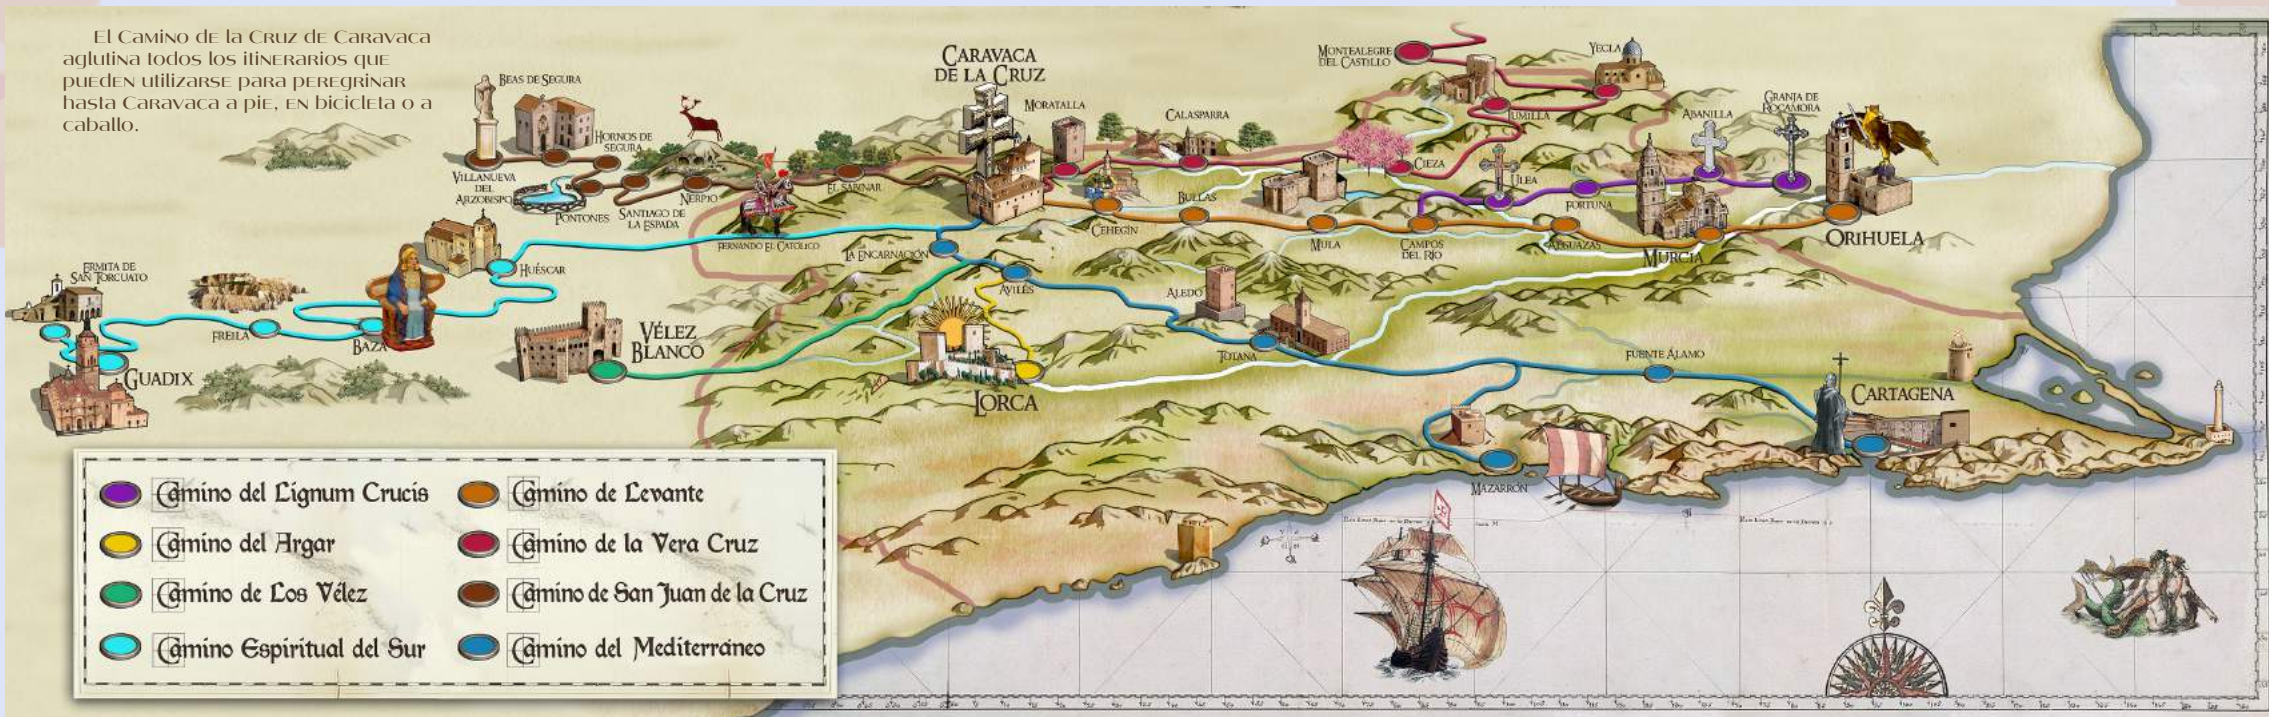 El Camino de la Cruz de Caravaca
aglutina todos los itinerarios que
pueden utilizarse para peregrinar
hasta Caravaca a pie, en bicicleta o a
caballo.
BEAS DE SEGURA
HORNOS DE
SEGURA
VILLANUEVA
DEL
ARZOBISPO
PONTONES
SANTIAGO DE
LA ESPADA
NERPIO
EL SABINAR
FERNANDO EL CATÓLICO
CARAVACA
DE LA CRUZ
MORATALLA
CALASPARRA
MONTEALEGRE
DEL CASTILLO
YECLA
JUMILLA
CIEZA
ABANILLA
GRANJA DE
ROCAMORA
ULEA
FORTUNA
ORIHUELA
CEHEGÍN
BULLAS
MULA
CAMPOS
DEL RÍO
ALGUAZAS
MURCIA
ERMITA DE
SAN TORCUATO
GUADIX
FREILA
BAZA
HUÉSCAR
VÉLEZ
BLANCO
LA ENCARNACIÓN
AVILÉS
LORCA
ALEDO
TOTANA
FUENTE ÁLAMO
CARTAGENA
MAZARRÓN
Camino del Lignum Crucis
Camino del Argar
Camino de Los Vélez
Camino Espiritual del Sur
Camino de Levante
Camino de la Vera Cruz
Camino de San Juan de la Cruz
Camino del Mediterráneo